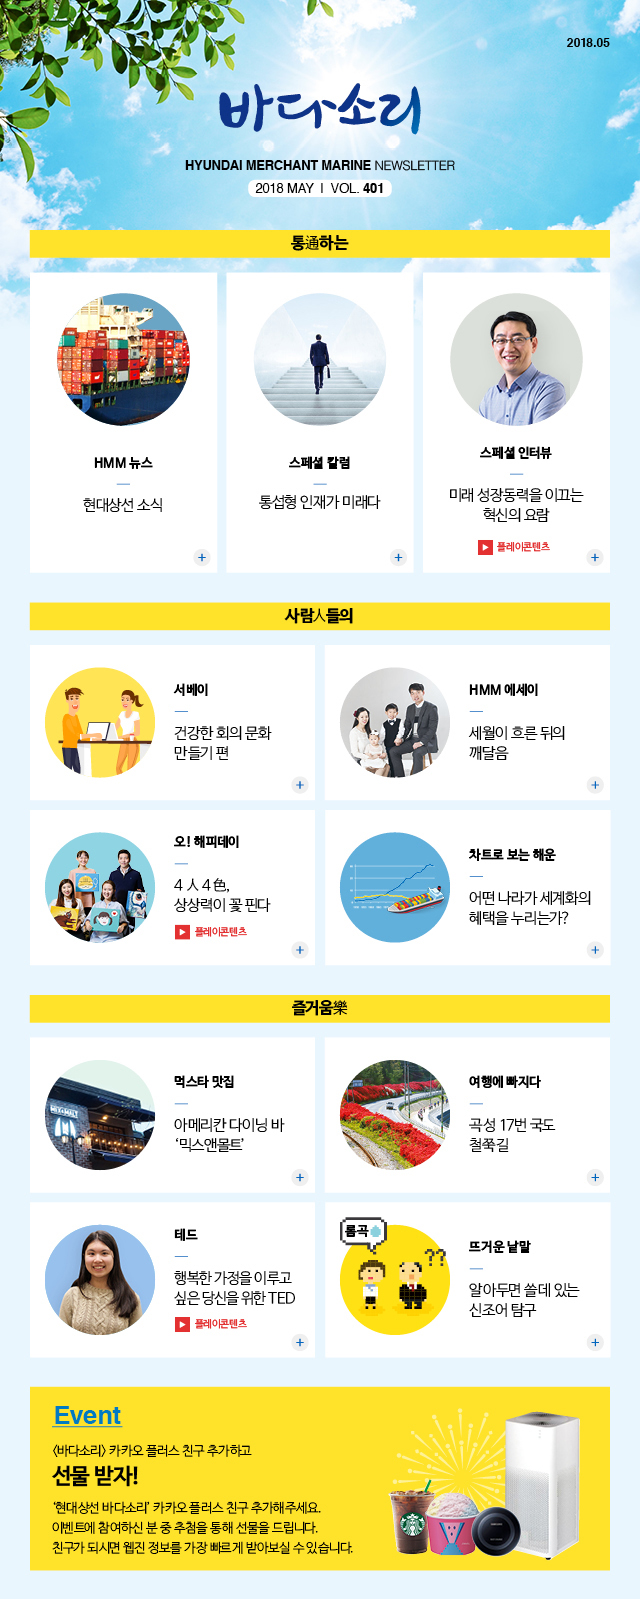 2018.05
바다소리
HYUNDAI MERCHANT MARINE NEWSLETTER
2018 MAY I VOL. 401
통通하는
HMM 뉴스
현대상선 소식
스페셜 칼럼
통섭형 인재가 미래다
스페셜 인터뷰
미래 성장동력을 이끄는
혁신의 요람
플레이콘텐츠
사람人들의
서베이
건강한 회의 문화
만들기 편
HMM 에세이
세월이 흐른 뒤의
깨달음
오! 해피데이
4 人 4 色,
상상력이 꽃 핀다
플레이콘텐츠
차트로 보는 해운
어떤 나라가 세계화의
혜택을 누리는가?
즐거움樂
먹스타 맛집
아메리칸 다이닝 바
‘믹스앤몰트’
MIX&MALT
여행에 빠지다
곡성 17번 국도
철쭉길
테드
행복한 가정을 이루고
싶은 당신을 위한 TED
플레이콘텐츠
롬곡
??
뜨거운 낱말
알아두면 쓸데 있는
신조어 탐구
Event
<바다소리> 카카오 플러스 친구 추가하고
선물 받자!
‘현대상선 바다소리’ 카카오 플러스 친구 추가해주세요.
이벤트에 참여하신 분 중 추첨을 통해 선물을 드립니다.
친구가 되시면 웹진 정보를 가장 빠르게 받아보실 수 있습니다.